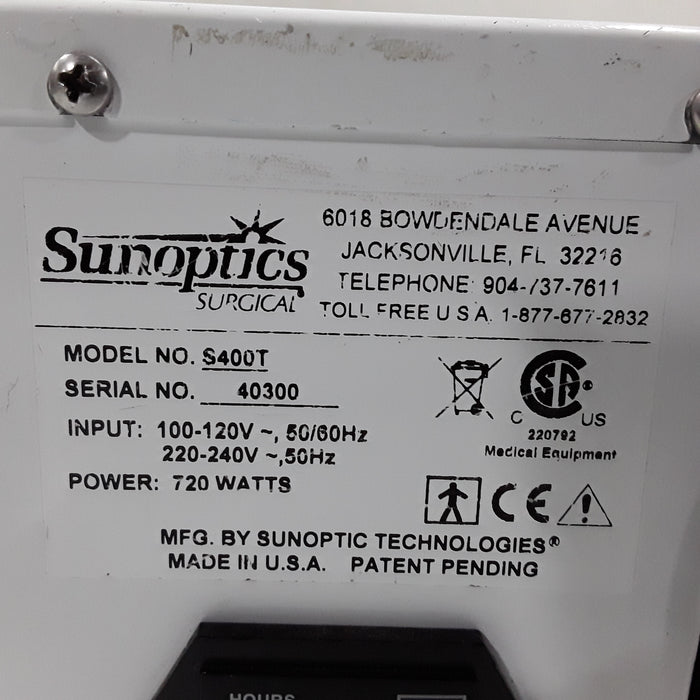 Sunoptics
SURGICAL
6018 BOWDENDALE AVENUE
JACKSONVILLE, FL 32216
TELEPHONE: 904-737-7611
TOLL FREE U S A. 1-877-677-2832
MODEL NO. S400T
SERIAL NO. 40300
INPUT: 100-120V ~, 50/60Hz
220-240V ~,50Hz
POWER: 720 WATTS
SA
C US
220792
Medical Equipment
CE
MFG. BY SUNOPTIC TECHNOLOGIES®
MADE IN U.S.A. PATENT PENDING
HOURS